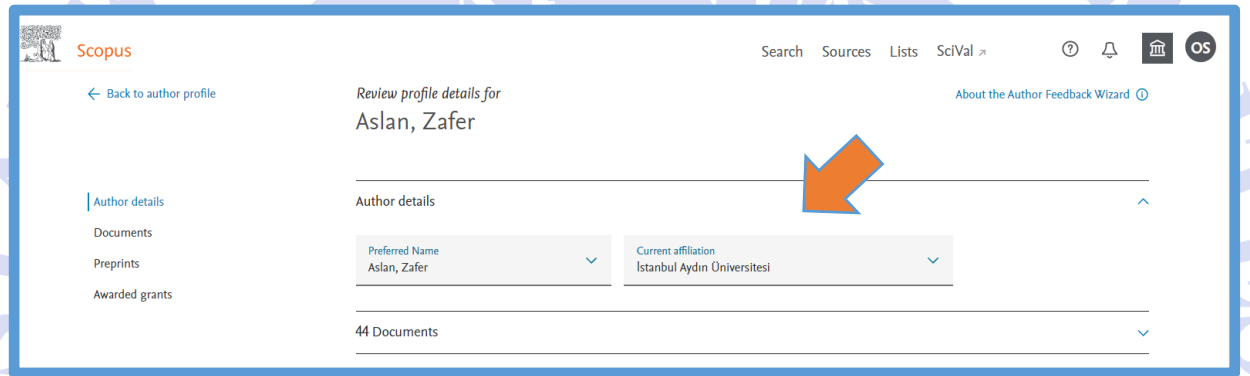 Scopus
Search Sources Lists SciVal
OS
Back to author profile
Review profile details for
About the Author Feedback Wizard
Aslan, Zafer
Author details
Documents
Preprints
Awarded grants
Author details
Preferred Name
Aslan, Zafer
Current affiliation
İstanbul Aydın Üniversitesi
44 Documents